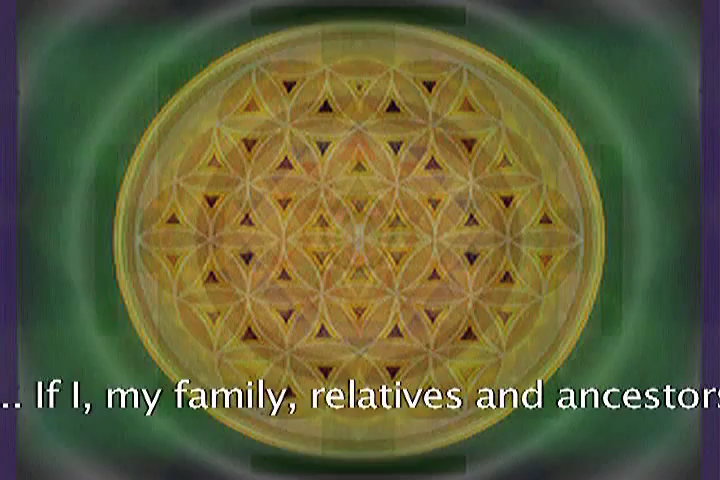 .. If I, my family, relatives and ancestors